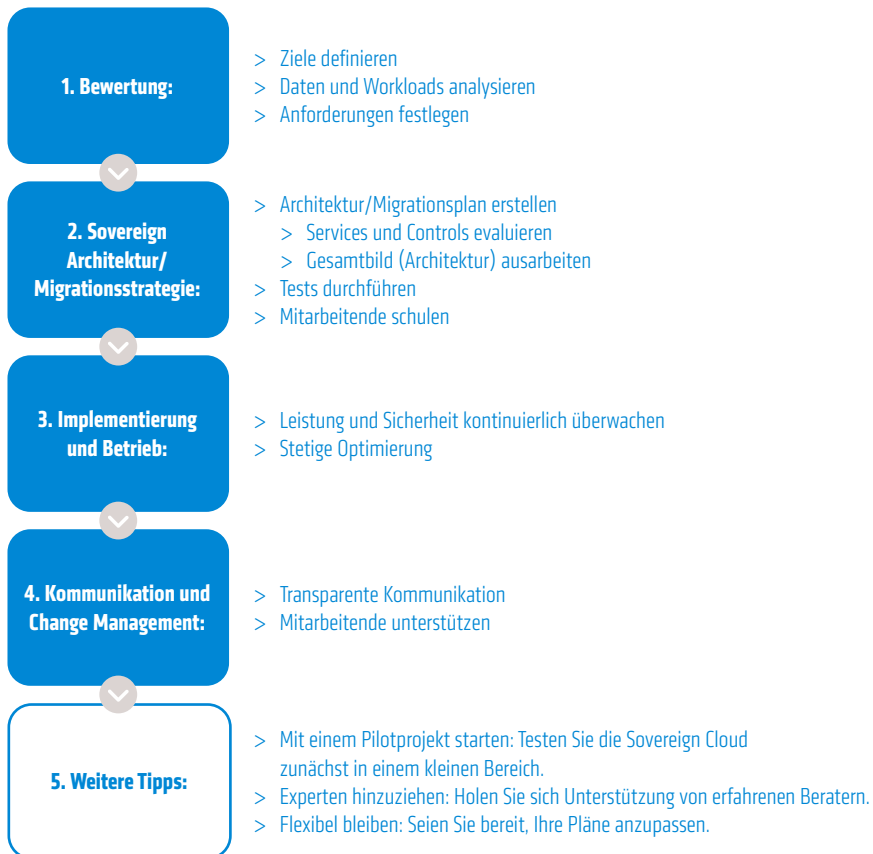 1. Bewertung:
> Ziele definieren
> Daten und Workloads analysieren
> Anforderungen festlegen
2. Sovereign
Architektur/
Migrationsstrategie:
> Architektur/Migrationsplan erstellen
> Services und Controls evaluieren
> Gesamtbild (Architektur) ausarbeiten
> Tests durchführen
> Mitarbeitende schulen
3. Implementierung
und Betrieb:
> Leistung und Sicherheit kontinuierlich überwachen
> Stetige Optimierung
4. Kommunikation und
Change Management:
> Transparente Kommunikation
> Mitarbeitende unterstützen
5. Weitere Tipps:
> Mit einem Pilotprojekt starten: Testen Sie die Sovereign Cloud
zunächst in einem kleinen Bereich.
> Experten hinzuziehen: Holen Sie sich Unterstützung von erfahrenen Beratern.
> Flexibel bleiben: Seien Sie bereit, Ihre Pläne anzupassen.